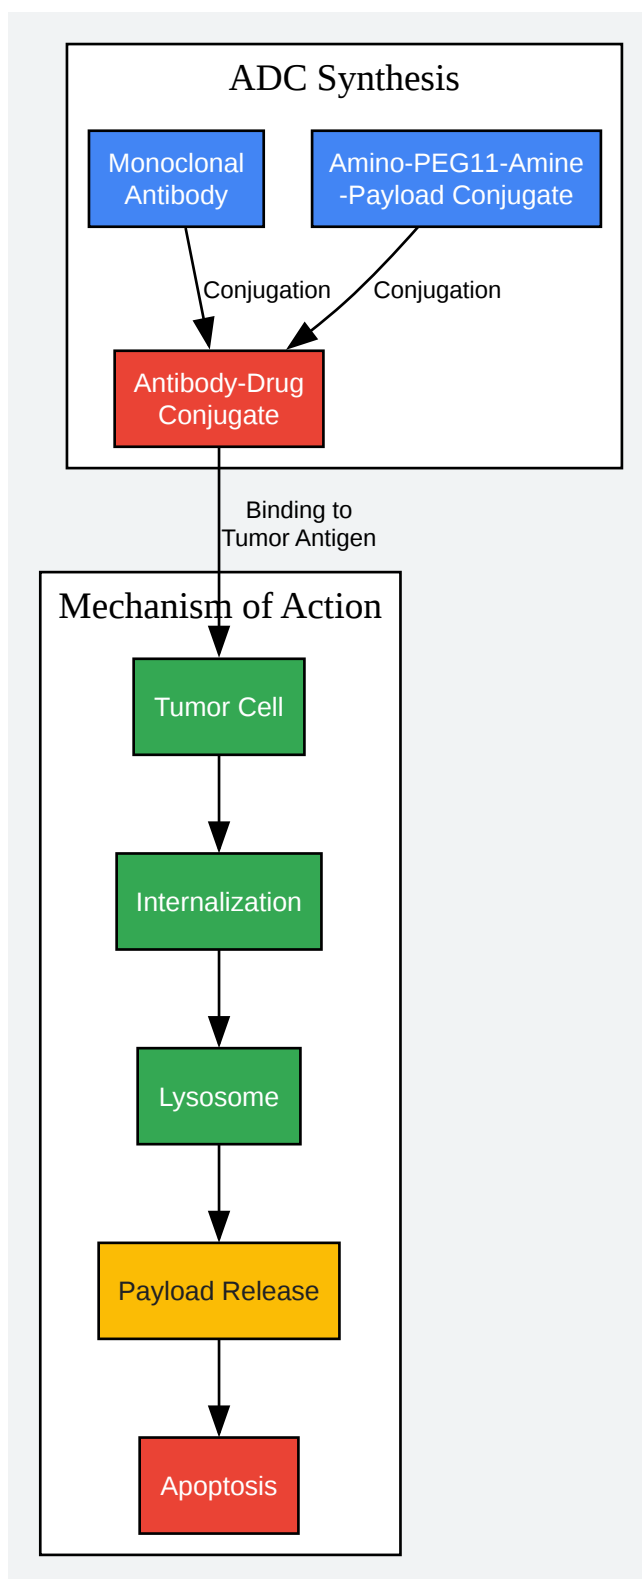 ADC Synthesis
Monoclonal
Antibody
Amino-PEG11-Amine
-Payload Conjugate
Conjugation
Conjugation
Antibody-Drug
Conjugate
Binding to
Tumor Antigen
Mechanism of Action
Tumor Cell
Internalization
Lysosome
Payload Release
Apoptosis